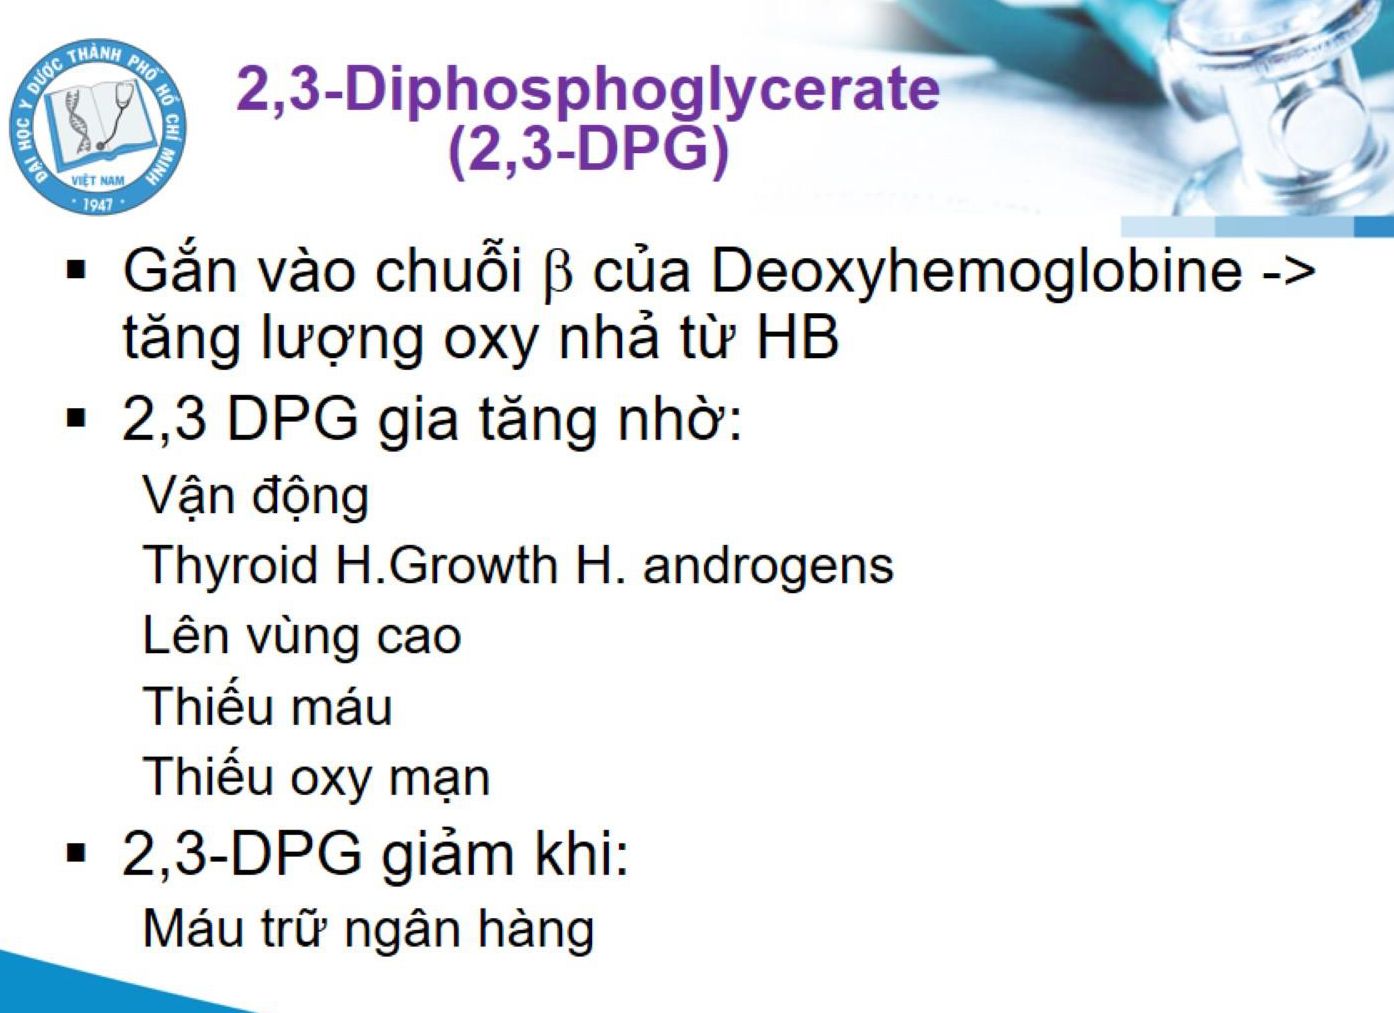 ĐẠI HỌC Y DƯỢC THÀNH PHỐ HỒ CHÍ MINH
VIỆT NAM
· 1947 ·
2,3-Diphosphoglycerate
(2,3-DPG)
▪ Gắn vào chuỗi β của Deoxyhemoglobine ->
tăng lượng oxy nhả từ HB
▪ 2,3 DPG gia tăng nhờ:
Vận động
Thyroid H.Growth H. androgens
Lên vùng cao
Thiếu máu
Thiếu oxy mạn
▪ 2,3-DPG giảm khi:
Máu trữ ngân hàng